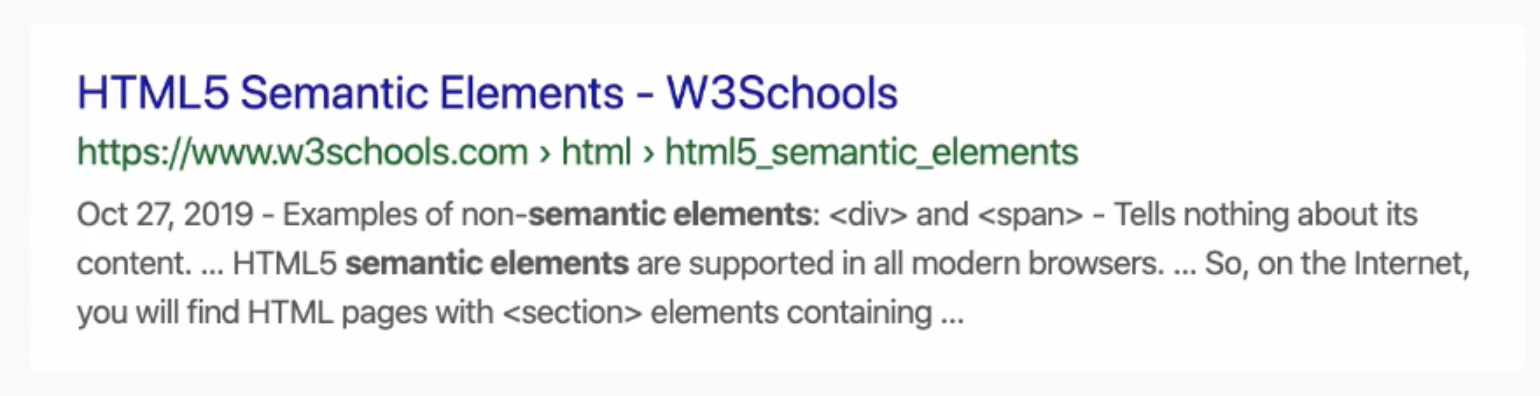 HTML5 Semantic Elements - W3Schools
https://www.w3schools.com › html › html5_semantic_elements
Oct 27, 2019 - Examples of non-semantic elements: <div> and <span> - Tells nothing about its
content. ... HTML5 semantic elements are supported in all modern browsers. ... So, on the Internet,
you will find HTML pages with <section> elements containing ...